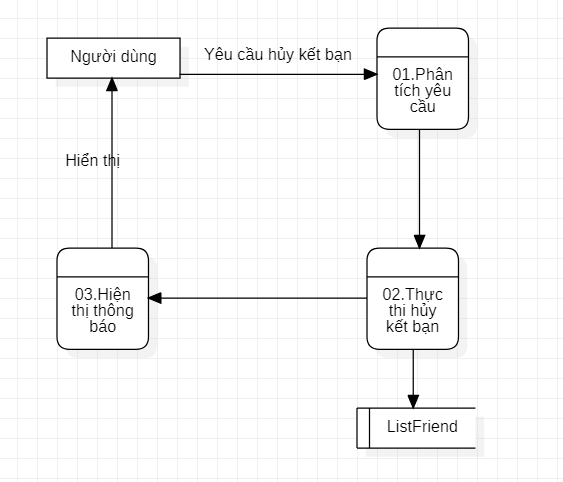 Người dùng
Yêu cầu hủy kết bạn
01.Phân
tích yêu
cầu
Hiển thị
03.Hiện
thị thông
báo
02.Thực
thi hủy
kết bạn
ListFriend